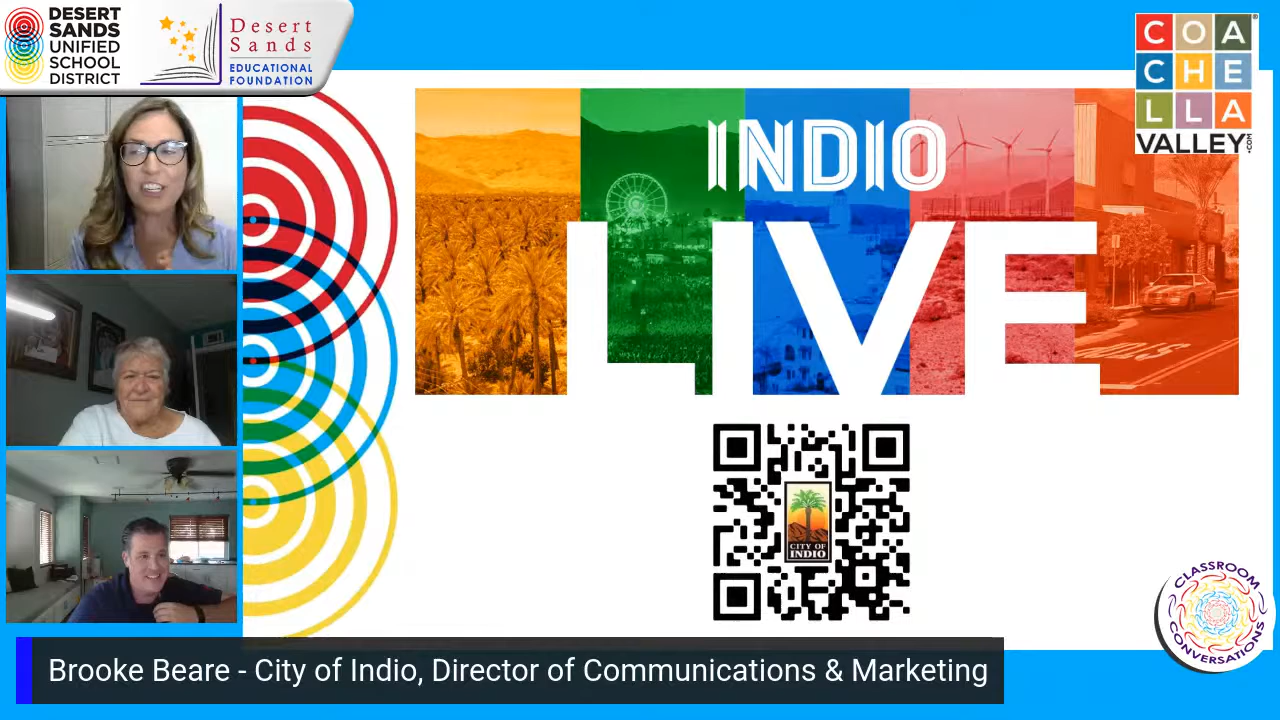 DESERT
SANDS
UNIFIED
SCHOOL
DISTRICT
Desert
Sands
EDUCATIONAL
FOUNDATION
COA
CHE
LLA
VALLEY.COM
INDIO
LIVE
CITY OF
INDIO
CLASSROOM
CONVERSATIONS
Brooke Beare - City of Indio, Director of Communications & Marketing